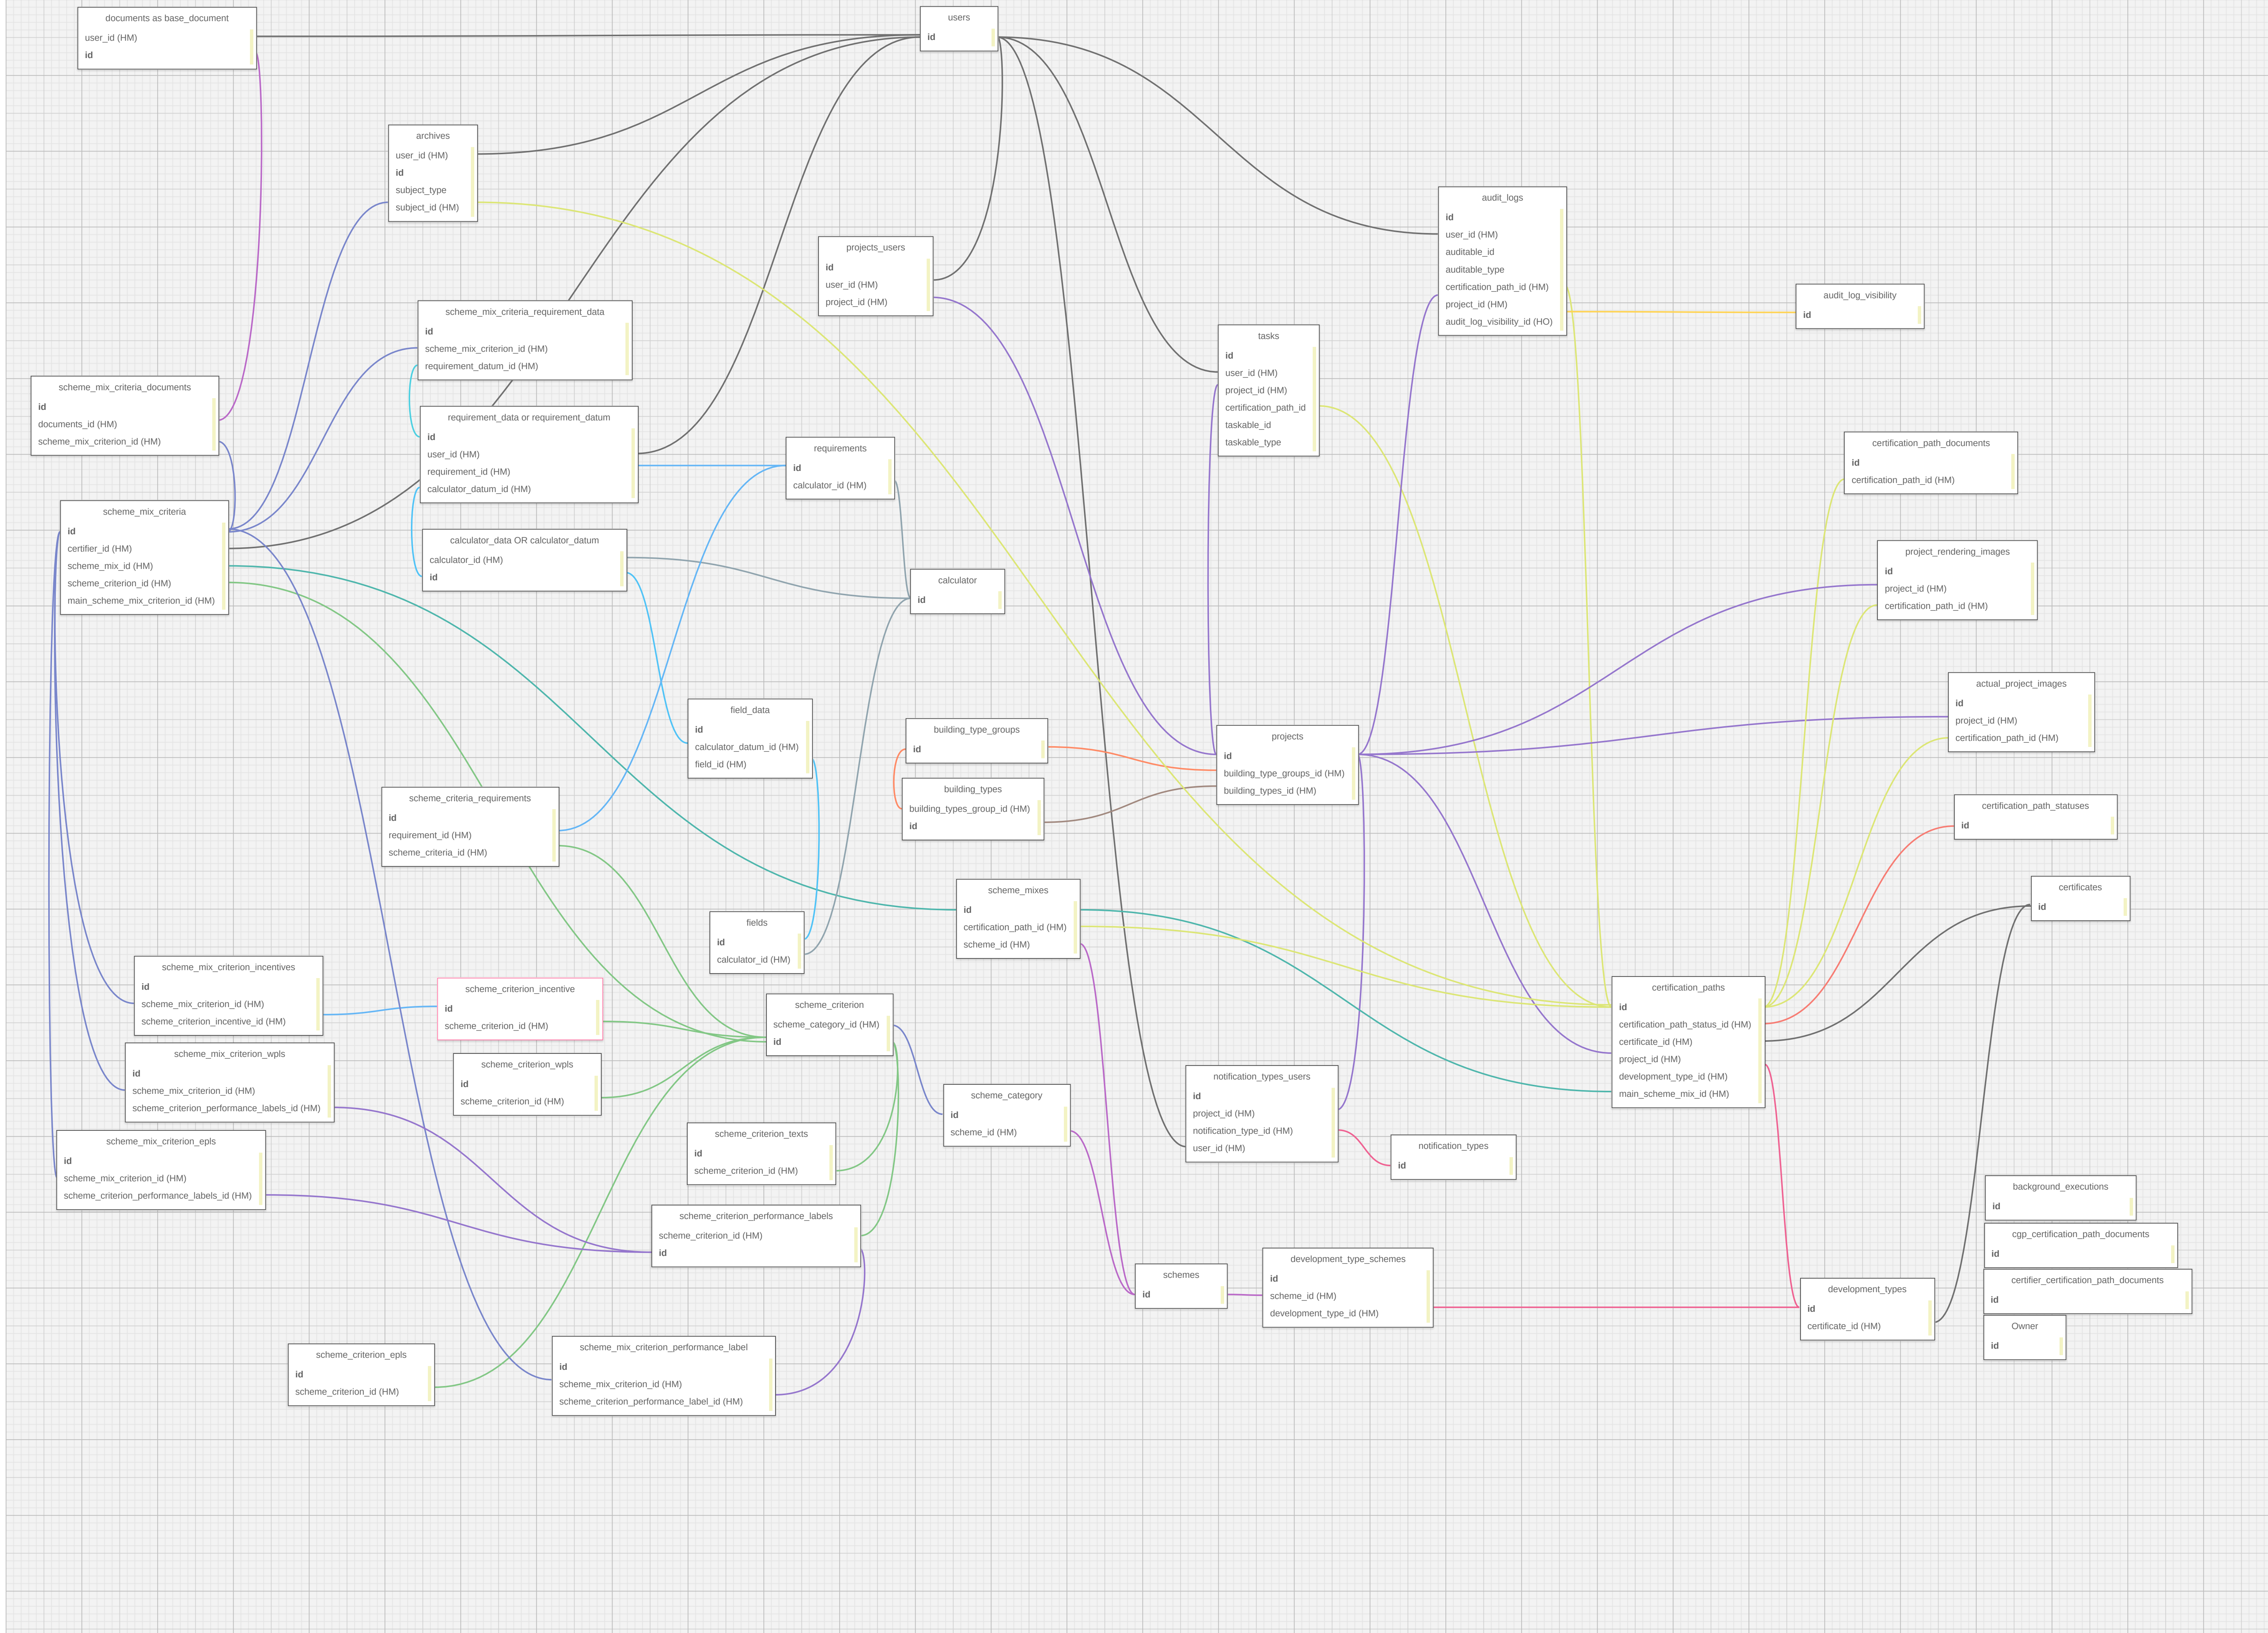 documents as base_document
user_id (HM)
id
users
id
archives
user_id (HM)
id
subject_type
subject_id (HM)
audit_logs
id
user_id (HM)
auditable_id
auditable_type
certification_path_id (HM)
project_id (HM)
audit_log_visibility_id (HO)
projects_users
id
user_id (HM)
project_id (HM)
audit_log_visibility
id
scheme_mix_criteria_requirement_data
id
scheme_mix_criterion_id (HM)
requirement_datum_id (HM)
tasks
id
user_id (HM)
project_id (HM)
certification_path_id
taskable_id
taskable_type
scheme_mix_criteria_documents
id
documents_id (HM)
scheme_mix_criterion_id (HM)
requirement_data or requirement_datum
id
user_id (HM)
requirement_id (HM)
calculator_datum_id (HM)
requirements
id
calculator_id (HM)
certification_path_documents
id
certification_path_id (HM)
scheme_mix_criteria
id
certifier_id (HM)
scheme_mix_id (HM)
scheme_criterion_id (HM)
main_scheme_mix_criterion_id (HM)
calculator_data OR calculator_datum
calculator_id (HM)
id
calculator
id
project_rendering_images
id
project_id (HM)
certification_path_id (HM)
actual_project_images
id
project_id (HM)
certification_path_id (HM)
field_data
id
calculator_datum_id (HM)
field_id (HM)
building_type_groups
id
projects
id
building_type_groups_id (HM)
building_types_id (HM)
building_types
building_types_group_id (HM)
id
scheme_criteria_requirements
id
requirement_id (HM)
scheme_criteria_id (HM)
certification_path_statuses
id
certificates
id
scheme_mixes
id
certification_path_id (HM)
scheme_id (HM)
fields
id
calculator_id (HM)
scheme_mix_criterion_incentives
id
scheme_mix_criterion_id (HM)
scheme_criterion_incentive_id (HM)
scheme_criterion_incentive
id
scheme_criterion_id (HM)
scheme_criterion
scheme_category_id (HM)
id
certification_paths
id
certification_path_status_id (HM)
certificate_id (HM)
project_id (HM)
development_type_id (HM)
main_scheme_mix_id (HM)
scheme_mix_criterion_wpls
id
scheme_mix_criterion_id (HM)
scheme_criterion_performance_labels_id (HM)
scheme_criterion_wpls
id
scheme_criterion_id (HM)
scheme_category
id
scheme_id (HM)
notification_types_users
id
project_id (HM)
notification_type_id (HM)
user_id (HM)
scheme_mix_criterion_epls
id
scheme_mix_criterion_id (HM)
scheme_criterion_performance_labels_id (HM)
scheme_criterion_texts
id
scheme_criterion_id (HM)
notification_types
id
background_executions
id
scheme_criterion_performance_labels
scheme_criterion_id (HM)
id
cgp_certification_path_documents
id
schemes
id
development_type_schemes
id
scheme_id (HM)
development_type_id (HM)
certifier_certification_path_documents
id
development_types
id
certificate_id (HM)
Owner
id
scheme_criterion_epls
id
scheme_criterion_id (HM)
scheme_mix_criterion_performance_label
id
scheme_mix_criterion_id (HM)
scheme_criterion_performance_label_id (HM)